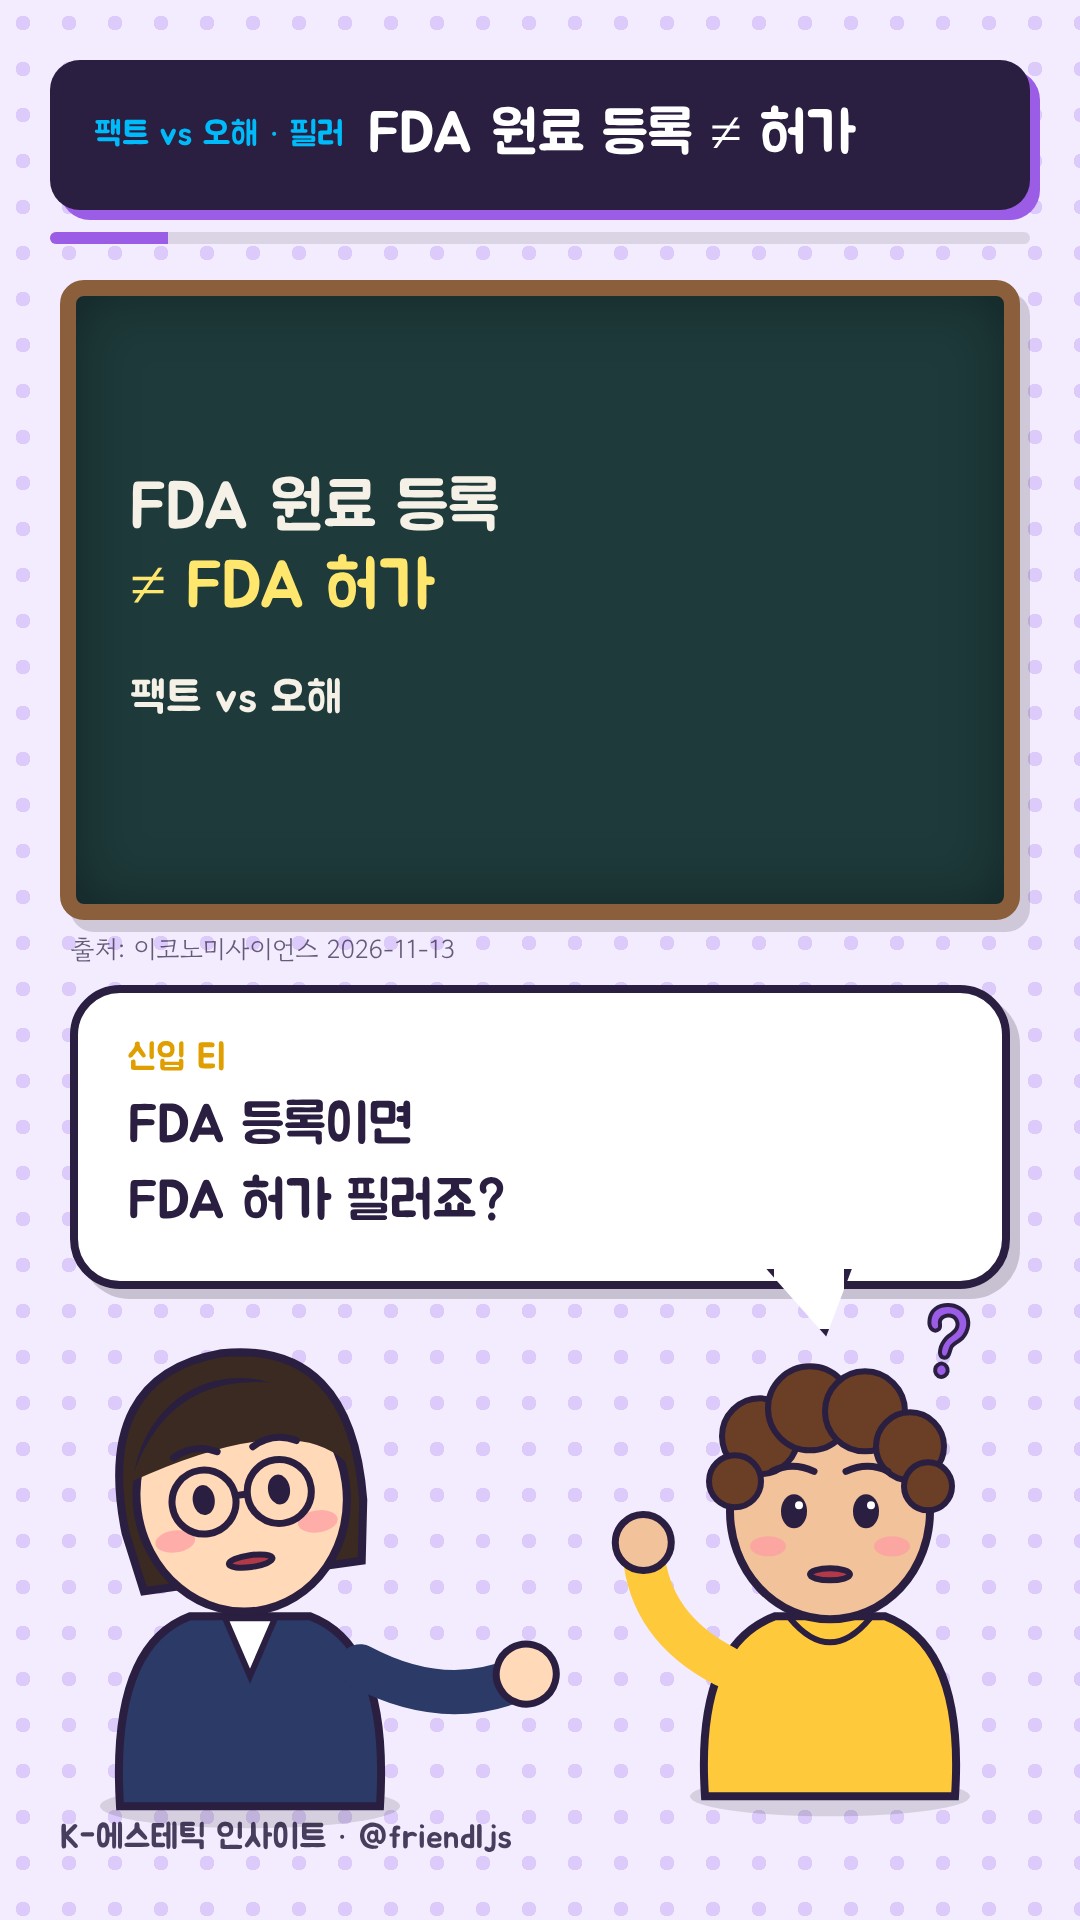 팩트 vs 오해 · 필러 FDA 원료 등록 ≠ 허가
FDA 원료 등록
≠ FDA 허가
팩트 vs 오해
출처: 이코노미사이언스 2026-11-13
신입 티
FDA 등록이면
FDA 허가 필러죠?
?
K-에스테틱 인사이트 · @friendljs